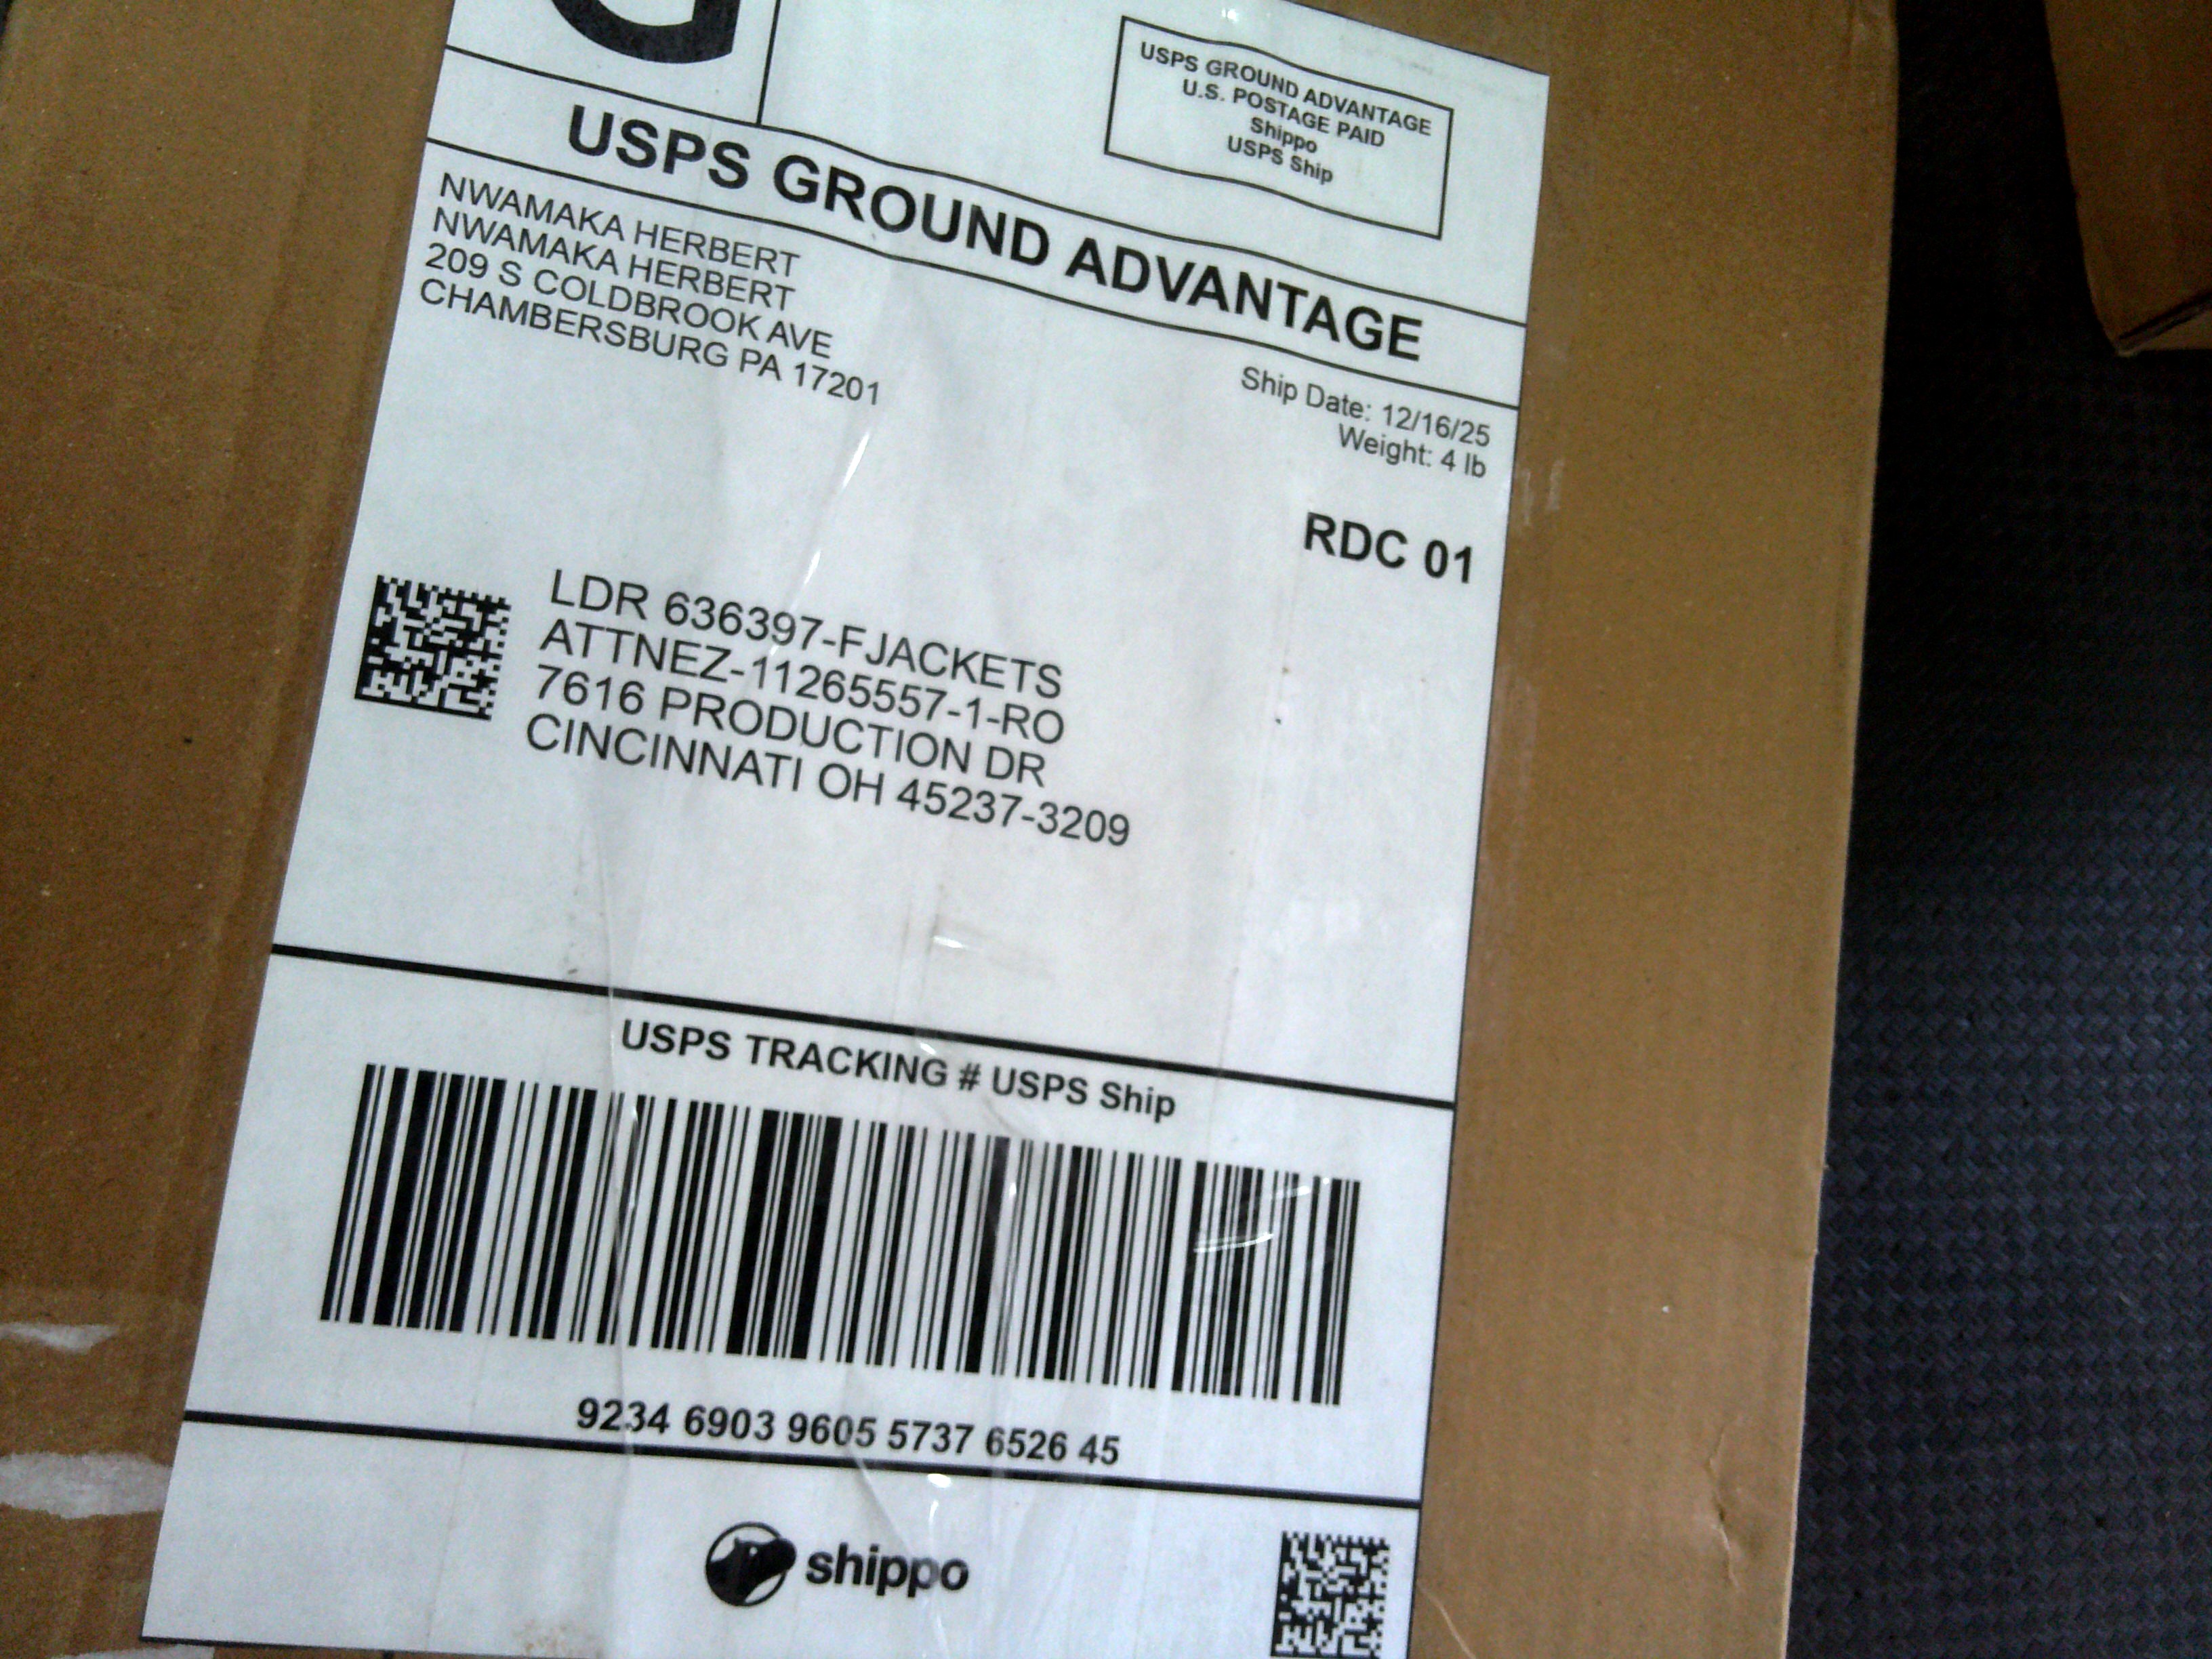 G
USPS GROUND ADVANTAGE
U.S. POSTAGE PAID
Shippo
USPS Ship
USPS GROUND ADVANTAGE
NWAMAKA HERBERT
NWAMAKA HERBERT
209 S COLDBROOK AVE
CHAMBERSBURG PA 17201
Ship Date: 12/16/25
Weight: 4 lb
RDC 01
LDR 636397-FJACKETS
ATTNEZ-11265557-1-RO
7616 PRODUCTION DR
CINCINNATI OH 45237-3209
USPS TRACKING # USPS Ship
9234 6903 9605 5737 6526 45
shippo